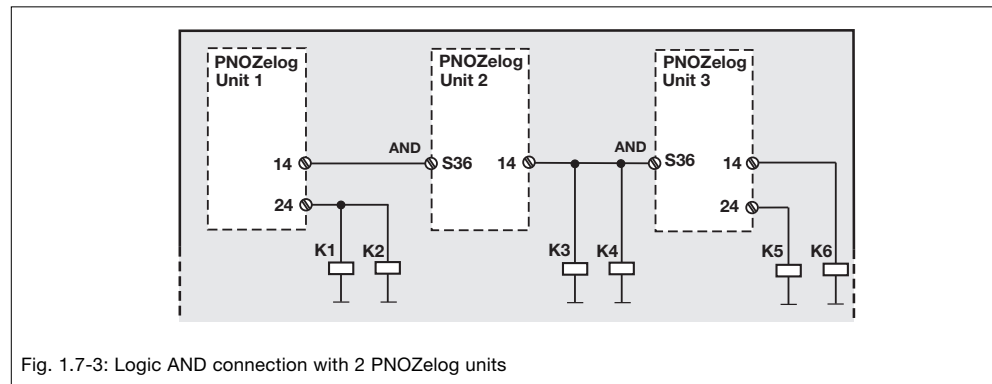 PNOZelog
Unit 1
PNOZelog
Unit 2
PNOZelog
Unit 3
14
AND
S36
14
AND
S36
14
24
24
K1
K2
K3
K4
K5
K6
Fig. 1.7-3: Logic AND connection with 2 PNOZelog units